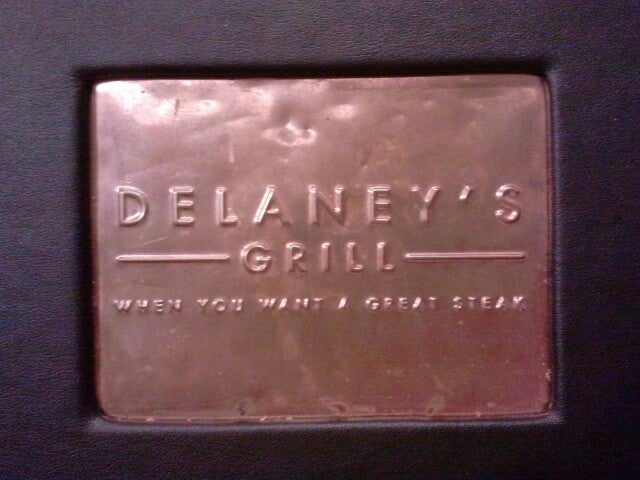 DELANEY'S
GRILL
WHEN YOU WANT A GREAT STEAK